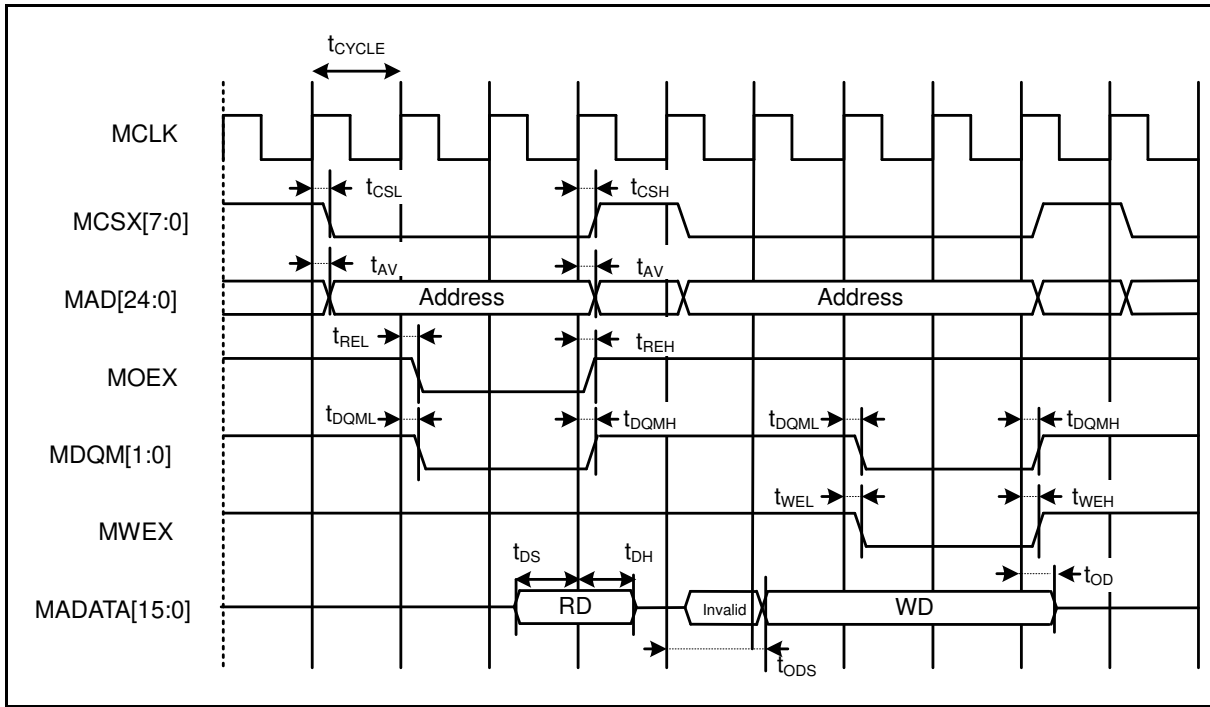 tCYCLE
MCLK
tCSL tCSH
MCSX[7:0]
tAV tAV
MAD[24:0] Address Address
tREL tREH
MOEX
tDQML tDQMH tDQML tDQMH
MDQM[1:0]
tWEL tWEH
MWEX
tDS tDH tOD
MADATA[15:0] RD Invalid WD
tODS